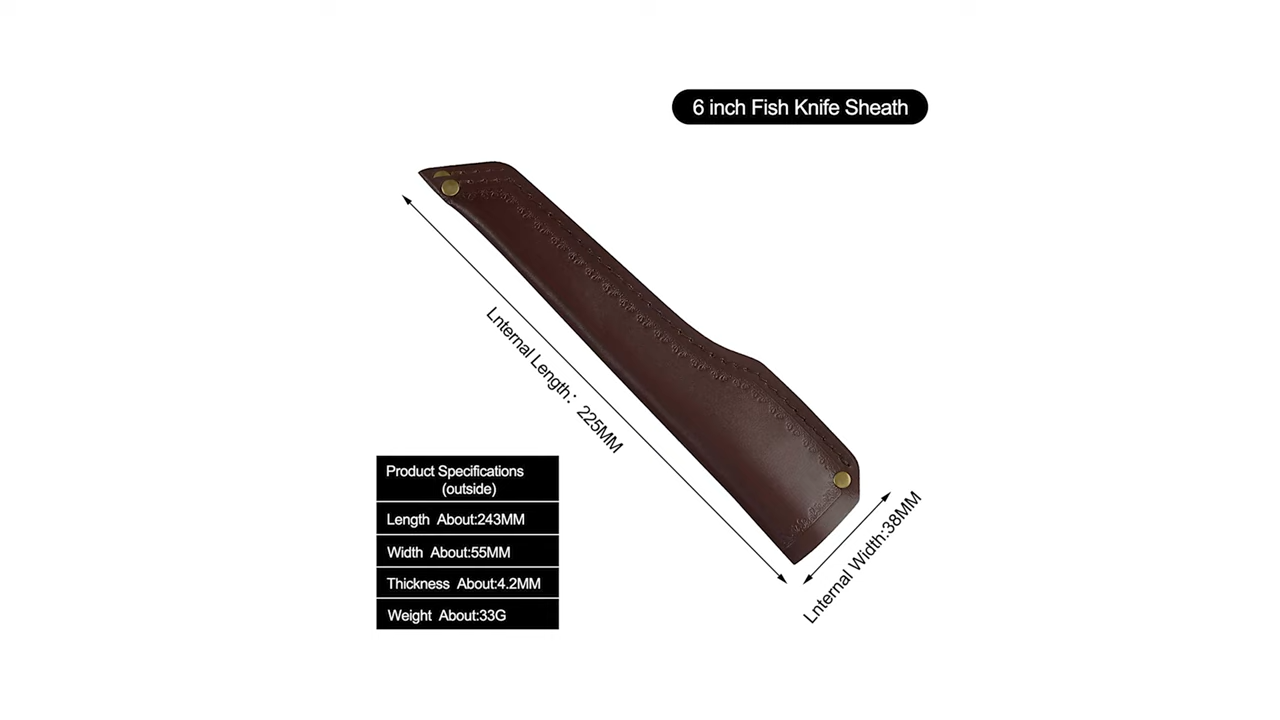 6 inch Fish Knife Sheath
Lnternal Length: 225MM
Lnternal Width:38MM
Product Specifications
(outside)
Length About:243MM
Width About:55MM
Thickness About:4.2MM
Weight About:33G